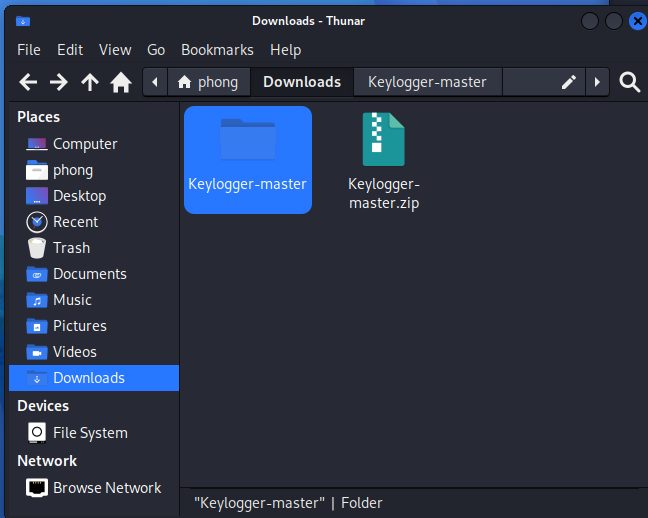 Downloads - Thunar
File Edit View Go Bookmarks Help
phong Downloads Keylogger-master
Places
Computer
phong
Desktop
Recent
Trash
Documents
Music
Pictures
Videos
Downloads
Devices
File System
Network
Browse Network
Keylogger-master
Keylogger-
master.zip
"Keylogger-master" | Folder